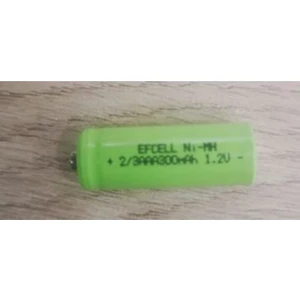 EFCELL Ni-MH
+ 2/3AAA300mAh 1.2V -